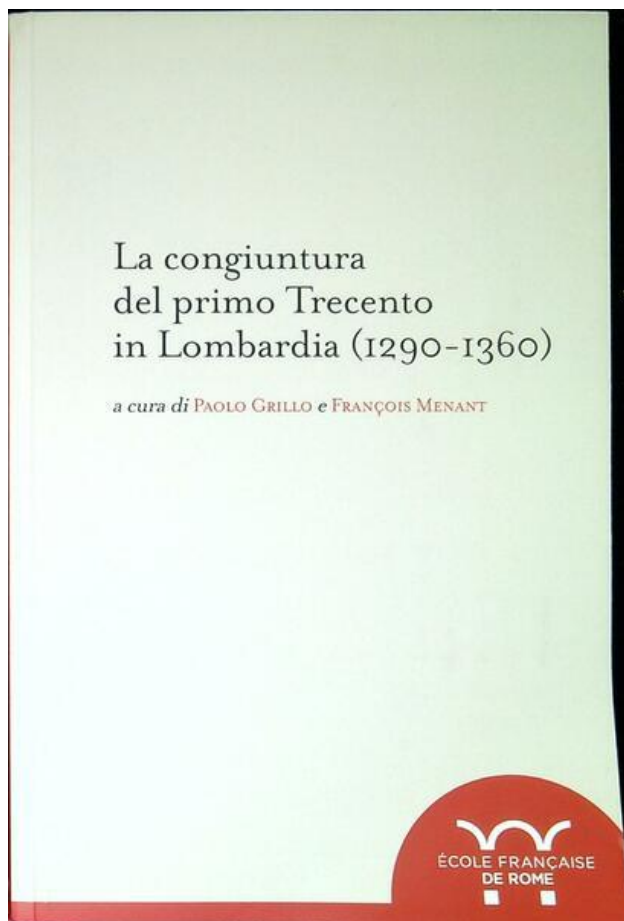 La congiuntura
del primo Trecento
in Lombardia (1290-1360)
a cura di PAOLO GRILLO e FRANÇOIS MENANT
ÉCOLE FRANÇAISE
DE ROME